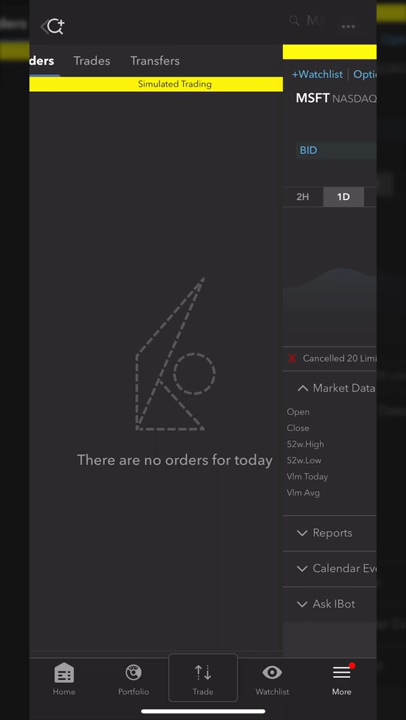 ders Trades Transfers
Simulated Trading
There are no orders for today
+Watchlist | Optio
MSFT NASDAQ
BID
2H 1D
Cancelled 20 Limi
Market Data
Open
Close
52w.High
52w.Low
Vlm Today
Vlm Avg
Reports
Calendar Eve
Ask IBot
Home Portfolio Trade Watchlist More